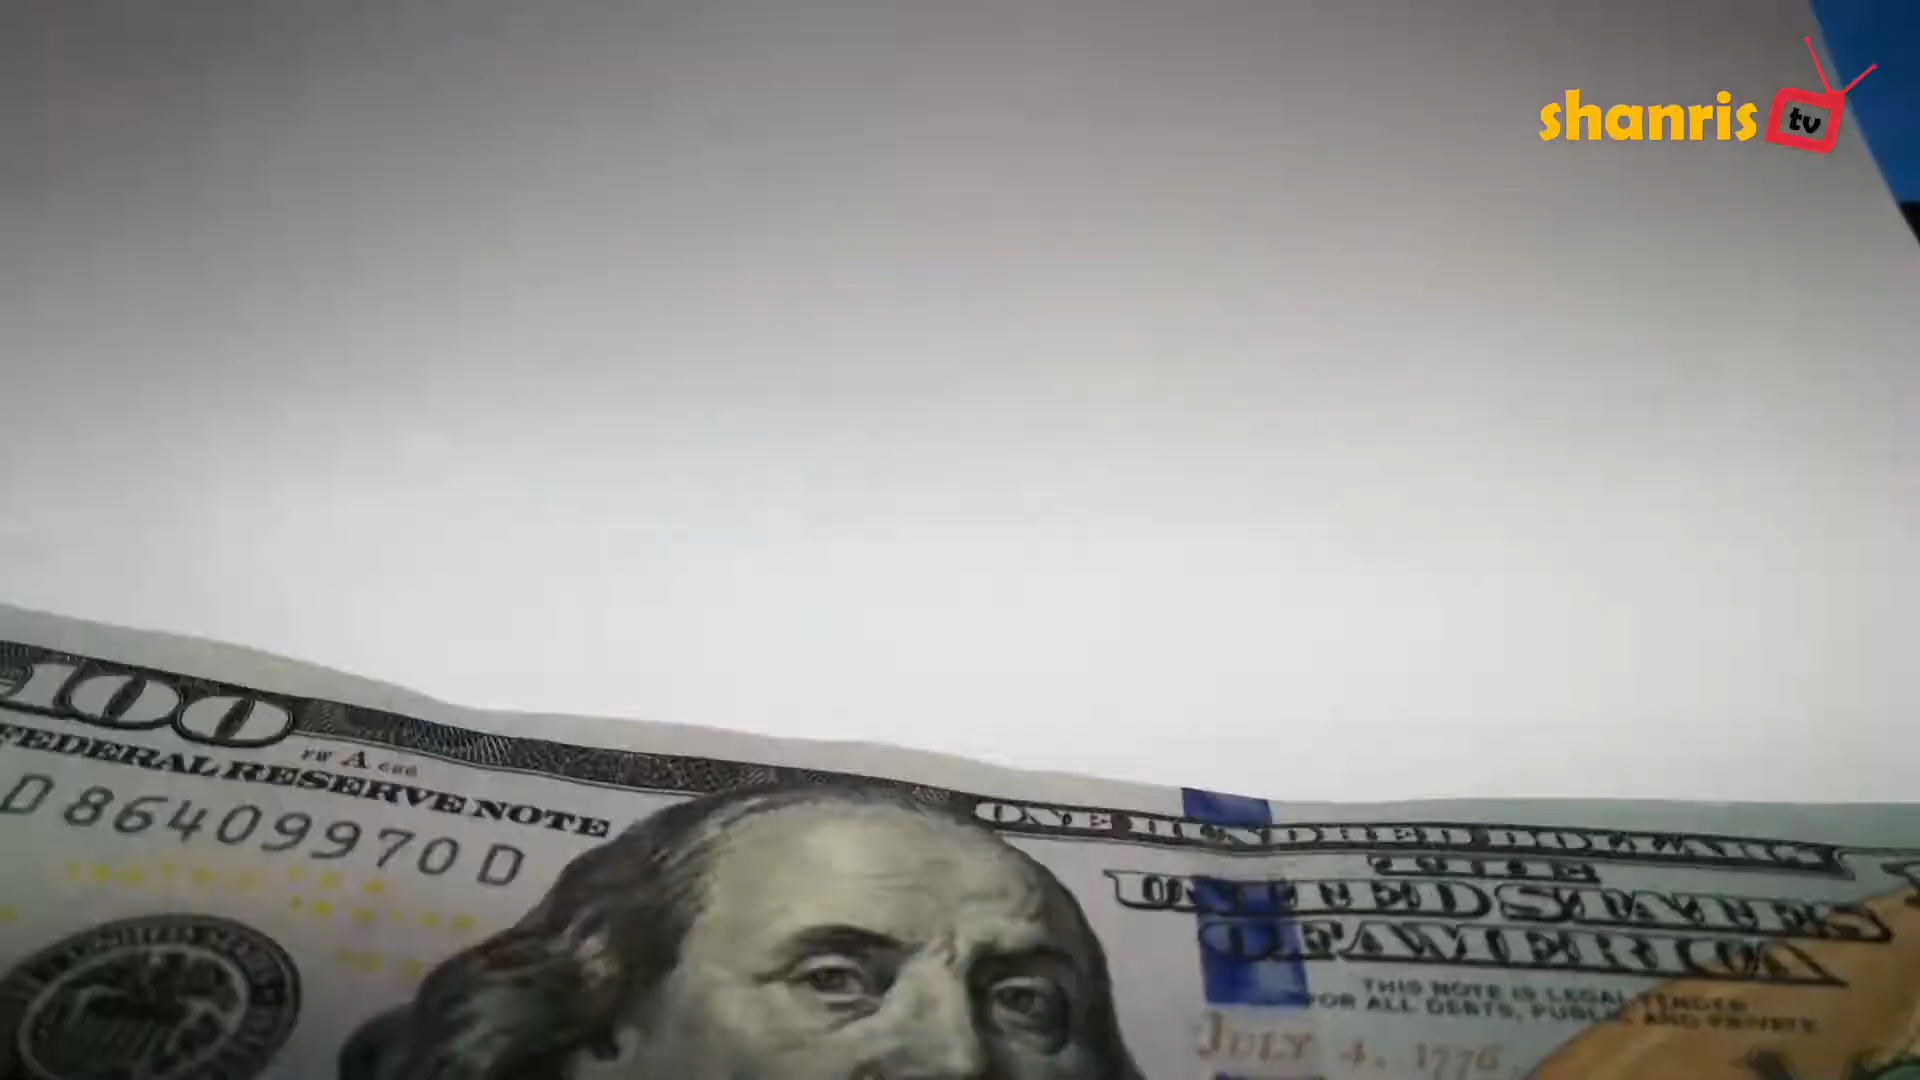 shanris tv
100
FEDERAL RESERVE NOTE
D 86409970 D
ONE HUNDRED DOLLARS
THE
UNITED STATES
OF AMERICA
THIS NOTE IS LEGAL TENDER
FOR ALL DEBTS, PUBLIC AND PRIVATE
JULY 4, 1776